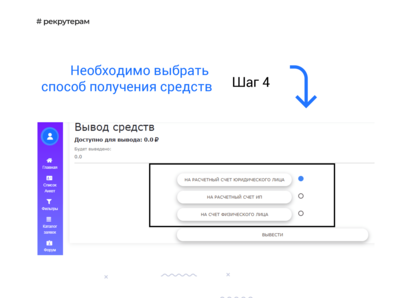 # рекрутерам
Необходимо выбрать
способ получения средств
Шаг 4
Вывод средств
Доступно для вывода: 0.0 ₽
Будет выведено:
0.0
Главная
Список
Анкет
Фильтры
Каталог
заявок
Форум
НА РАСЧЕТНЫЙ СЧЕТ ЮРИДИЧЕСКОГО ЛИЦА
НА РАСЧЕТНЫЙ СЧЕТ ИП
НА СЧЕТ ФИЗИЧЕСКОГО ЛИЦА
ВЫВЕСТИ